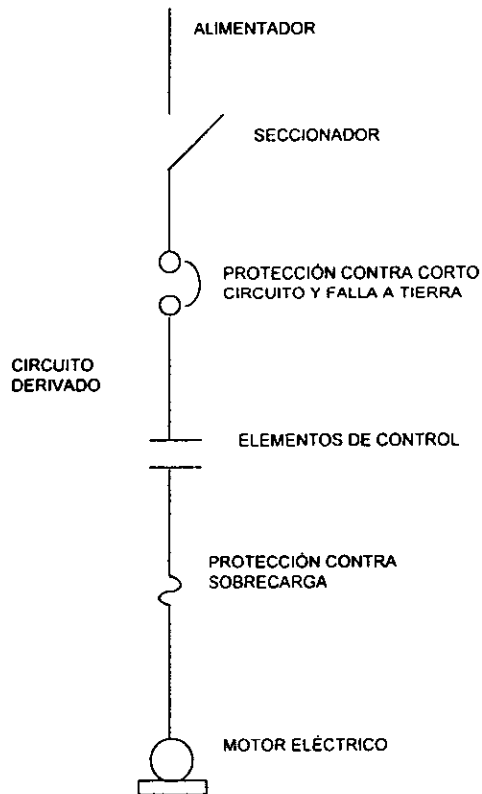 ALIMENTADOR
SECCIONADOR
PROTECCIÓN CONTRA CORTO
CIRCUITO Y FALLA A TIERRA
CIRCUITO
DERIVADO
ELEMENTOS DE CONTROL
PROTECCIÓN CONTRA
SOBRECARGA
MOTOR ELÉCTRICO